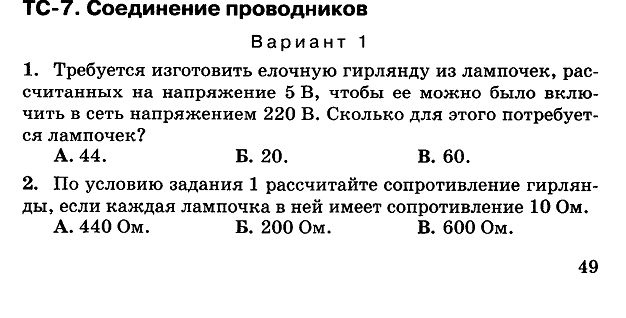 ТС-7. Соединение проводников
Вариант 1
1. Требуется изготовить елочную гирлянду из лампочек, рас-
считанных на напряжение 5 В, чтобы ее можно было вклю-
чить в сеть напряжением 220 В. Сколько для этого потребует-
ся лампочек?
А. 44. Б. 20. В. 60.
2. По условию задания 1 рассчитайте сопротивление гирлян-
ды, если каждая лампочка в ней имеет сопротивление 10 Ом.
А. 440 Ом. Б. 200 Ом. В. 600 Ом.
49